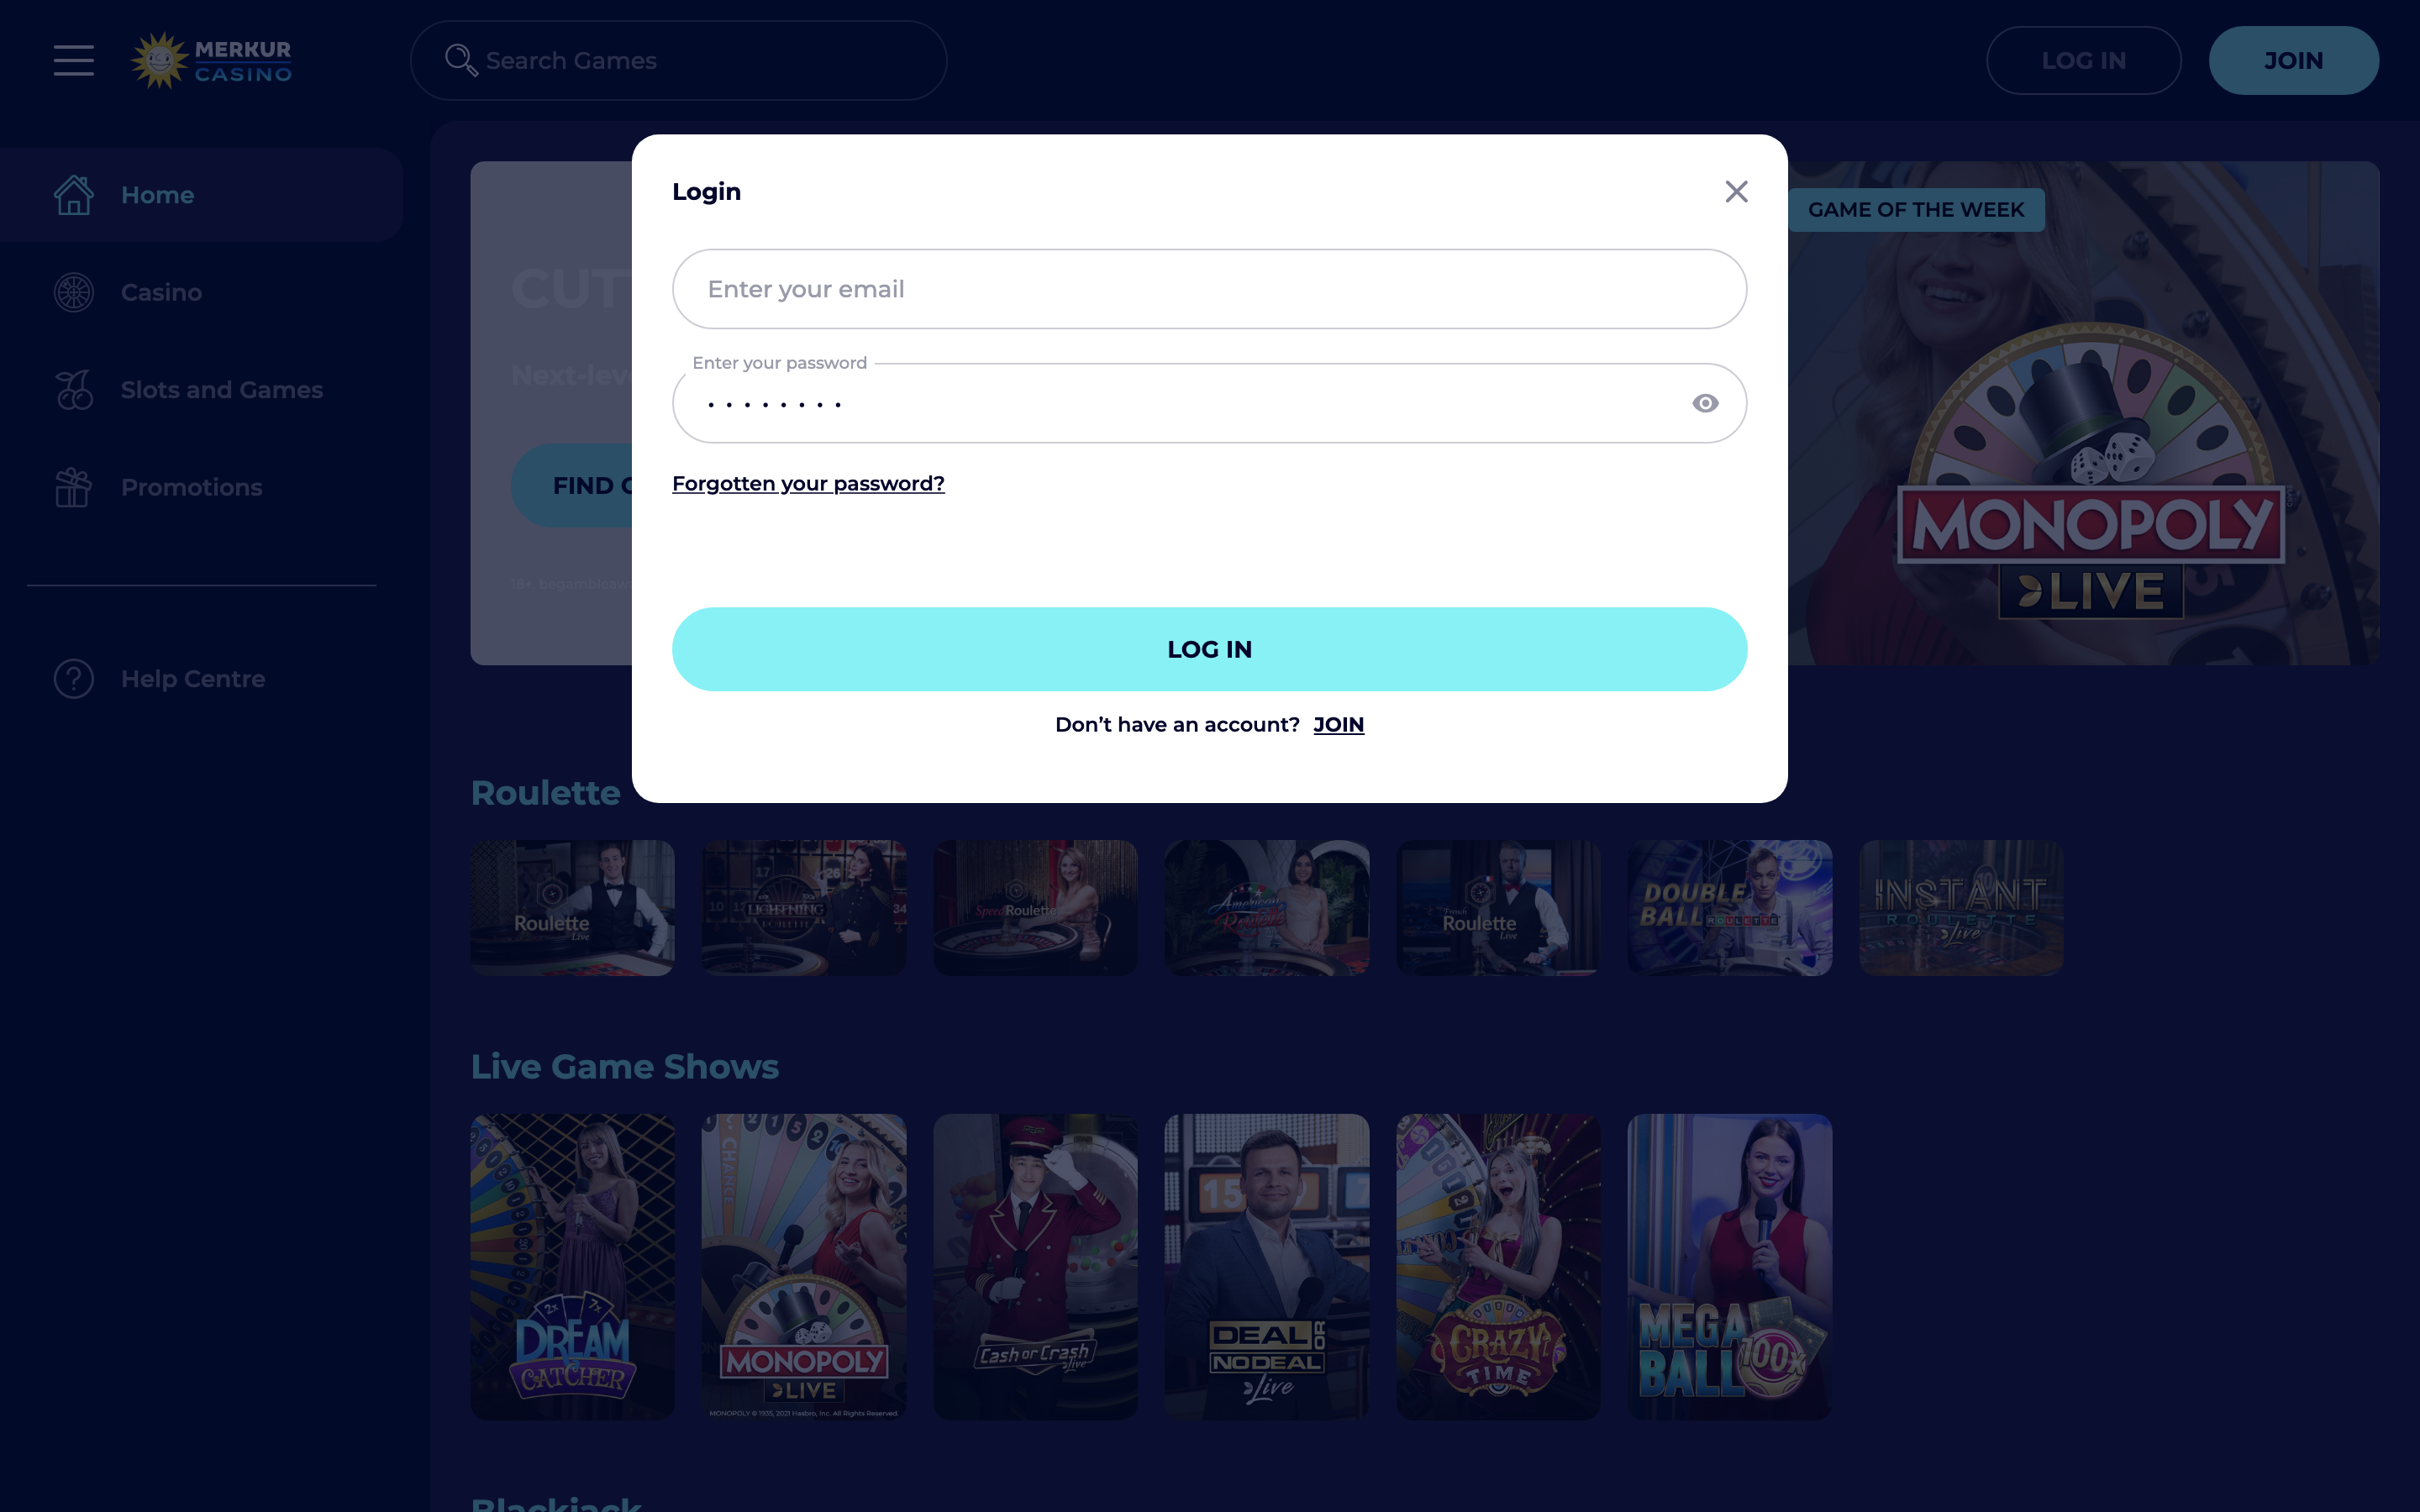 MERKUR
CASINO
Search Games
LOG IN
JOIN
Home
Casino
Slots and Games
Promotions
Help Centre
CUT
Next-leve
FIND
18+. begambleaw
Login
Enter your email
Enter your password
Forgotten your password?
LOG IN
Don’t have an account? JOIN
GAME OF THE WEEK
MONOPOLY
LIVE
Roulette
Roulette
Live
LIGHTNING
ROULETTE
Speed Roulette
American
Roulette
French
Roulette
Live
DOUBLE
BALL ROULETTE
INSTANT
ROULETTE
Live
Live Game Shows
2x 7x
DREAM
CATCHER
CHANCE
MONOPOLY
LIVE
MONOPOLY © 1935, 2021 Hasbro, Inc. All Rights Reserved.
Cash or Crash
live
DEAL OR
NO DEAL
Live
CRAZY
TIME
MEGA
BALL 100x
Blackjack